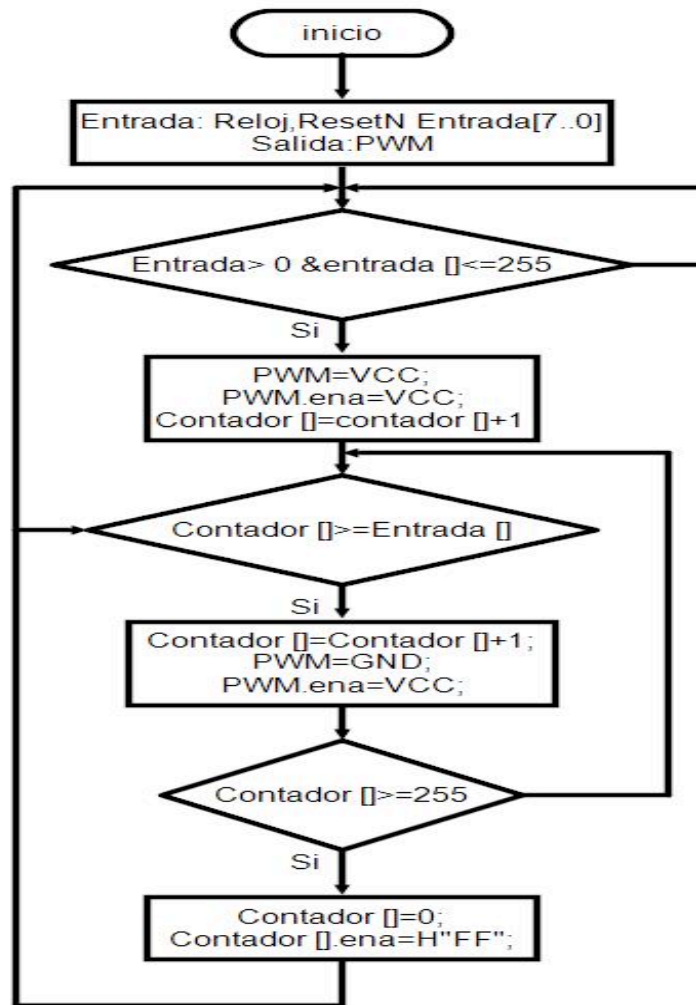 inicio
Entrada: Reloj,ResetN Entrada[7..0]
Salida:PWM
Entrada> 0 &entrada []<=255
Si
PWM=VCC;
PWM.ena=VCC;
Contador []=contador []+1
Contador []>=Entrada []
Si
Contador []=Contador []+1;
PWM=GND;
PWM.ena=VCC;
Contador []>=255
Si
Contador []=0;
Contador [].ena=H"FF";